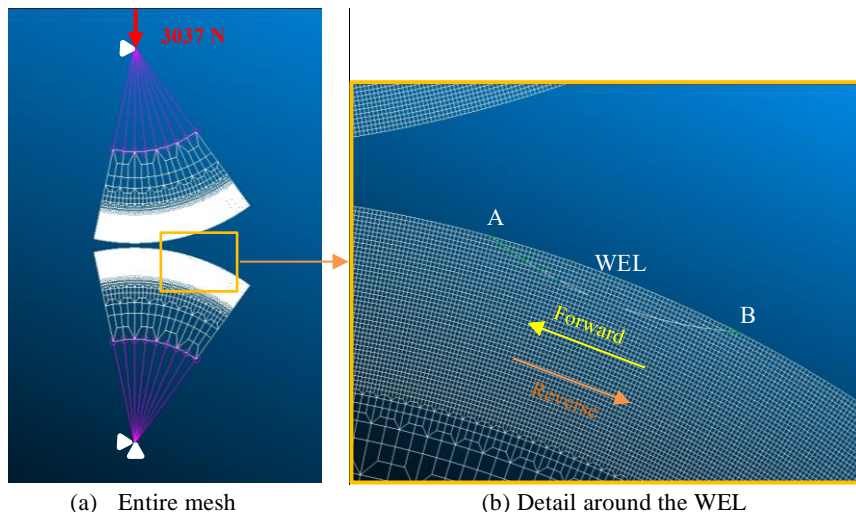 3037 N
A
WEL
B
Forward
Reverse
(a) Entire mesh
(b) Detail around the WEL